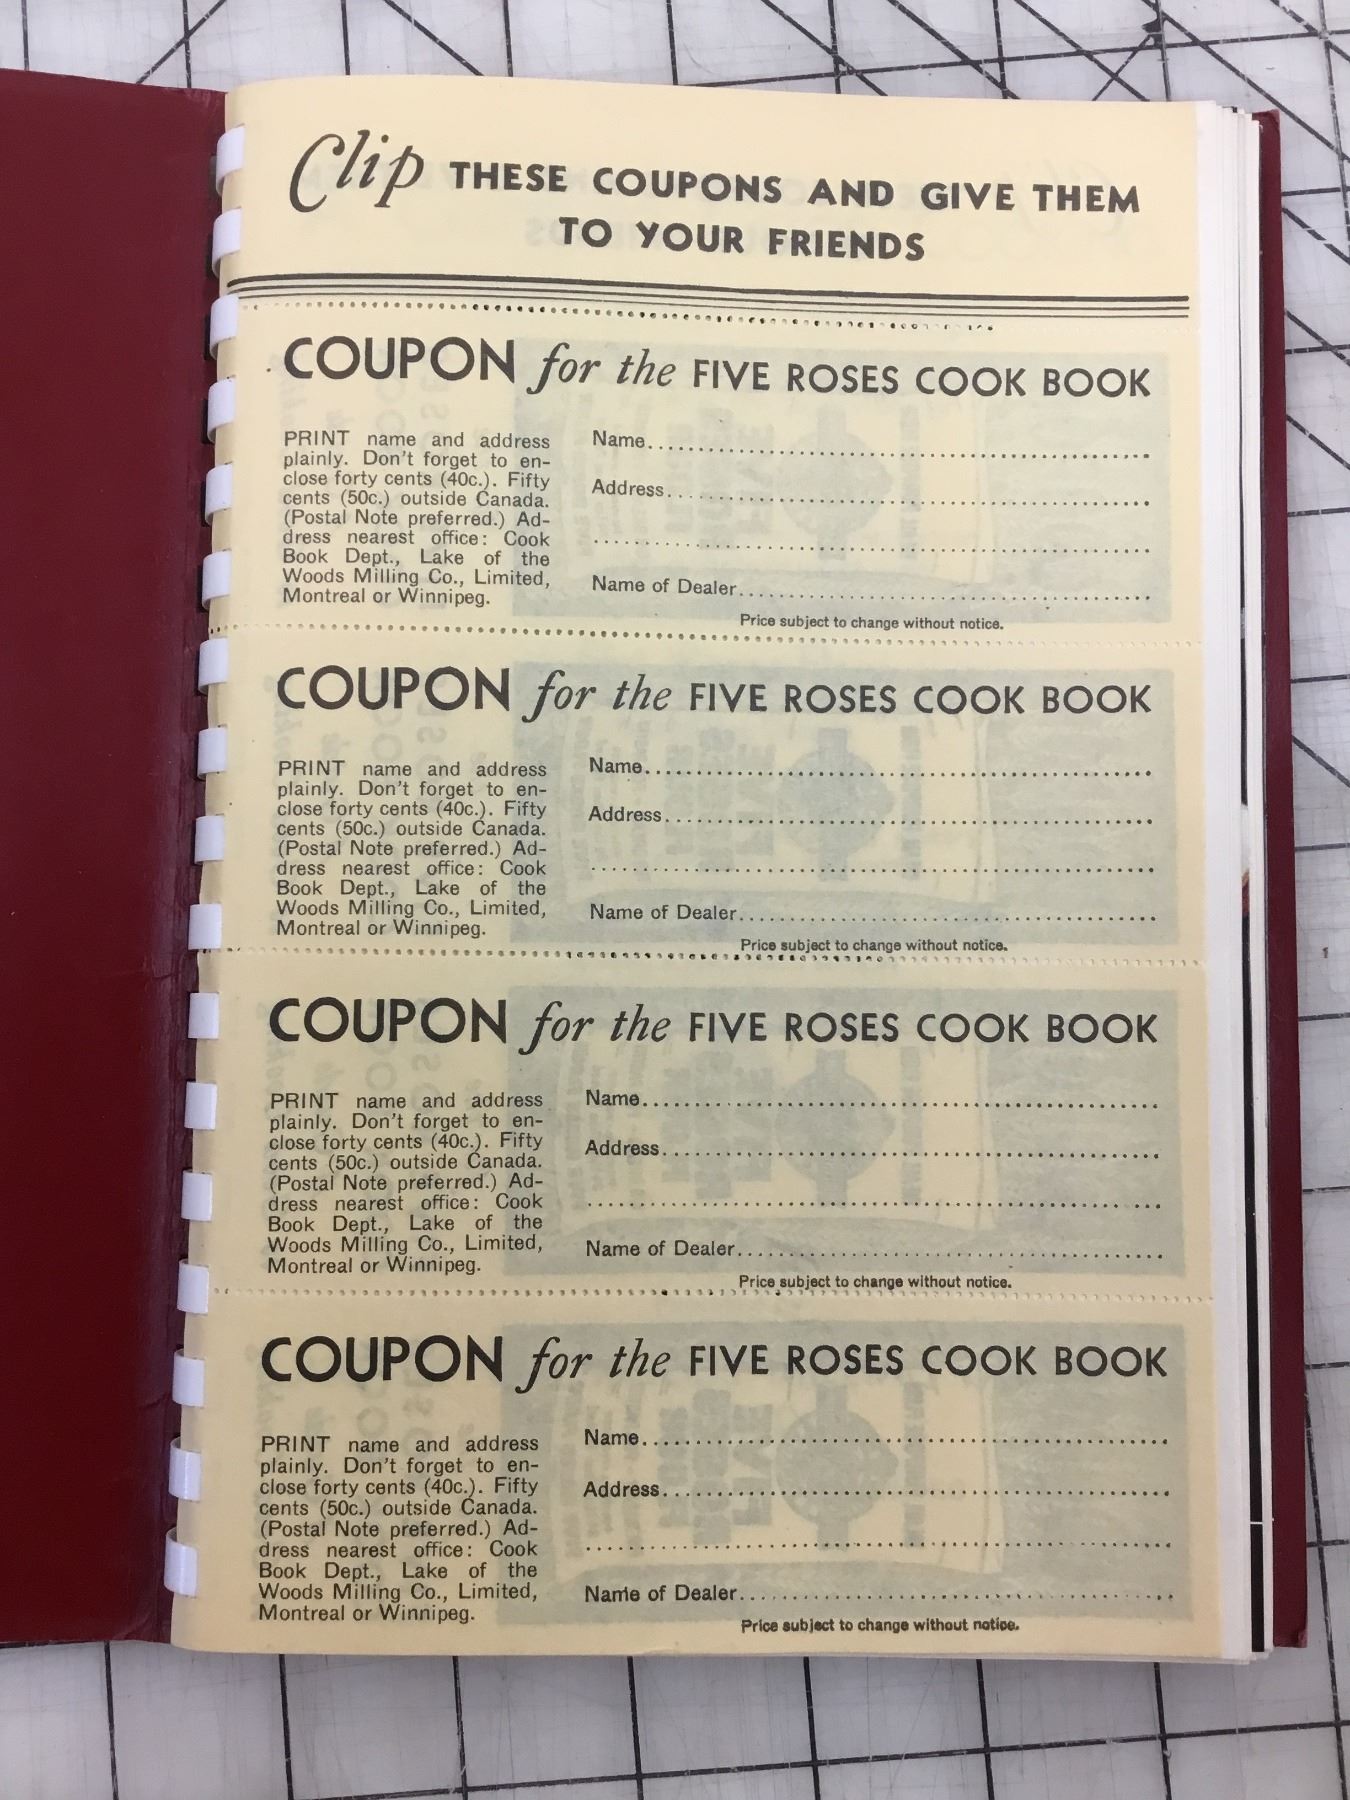 Clip THESE COUPONS AND GIVE THEM
TO YOUR FRIENDS
COUPON for the FIVE ROSES COOK BOOK
PRINT name and address
plainly. Don't forget to en-
close forty cents (40c.). Fifty
cents (50c.) outside Canada.
(Postal Note preferred.) Ad-
dress nearest office: Cook
Book Dept., Lake of the
Woods Milling Co., Limited,
Montreal or Winnipeg.
Name
Address
Name of Dealer
Price subject to change without notice.
COUPON for the FIVE ROSES COOK BOOK
PRINT name and address
plainly. Don't forget to en-
close forty cents (40c.). Fifty
cents (50c.) outside Canada.
(Postal Note preferred.) Ad-
dress nearest office: Cook
Book Dept., Lake of the
Woods Milling Co., Limited,
Montreal or Winnipeg.
Name
Address
Name of Dealer
Price subject to change without notice.
COUPON for the FIVE ROSES COOK BOOK
PRINT name and address
plainly. Don't forget to en-
close forty cents (40c.). Fifty
cents (50c.) outside Canada.
(Postal Note preferred.) Ad-
dress nearest office: Cook
Book Dept., Lake of the
Woods Milling Co., Limited,
Montreal or Winnipeg.
Name
Address
Name of Dealer
Price subject to change without notice.
COUPON for the FIVE ROSES COOK BOOK
PRINT name and address
plainly. Don't forget to en-
close forty cents (40c.). Fifty
cents (50c.) outside Canada.
(Postal Note preferred.) Ad-
dress nearest office: Cook
Book Dept., Lake of the
Woods Milling Co., Limited,
Montreal or Winnipeg.
Name
Address
Name of Dealer
Price subject to change without notice.